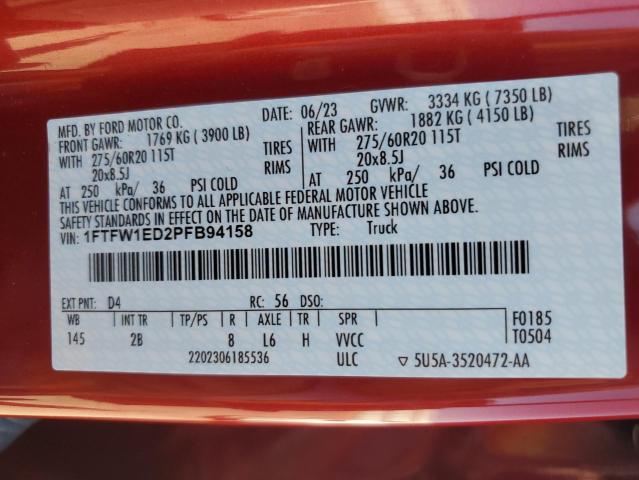 MFD. BY FORD MOTOR CO.
DATE: 06/23 GVWR: 3334 KG ( 7350 LB)
FRONT GAWR: 1769 KG ( 3900 LB)
REAR GAWR: 1882 KG ( 4150 LB)
WITH 275/60R20 115T TIRES
WITH 275/60R20 115T TIRES
20x8.5J RIMS
20x8.5J RIMS
AT 250 kPa/ 36 PSI COLD
AT 250 kPa/ 36 PSI COLD
THIS VEHICLE CONFORMS TO ALL APPLICABLE FEDERAL MOTOR VEHICLE
SAFETY STANDARDS IN EFFECT ON THE DATE OF MANUFACTURE SHOWN ABOVE.
VIN: 1FTFW1ED2PFB94158 TYPE: Truck
EXT PNT: D4 RC: 56 DSO:
WB INT TR TP/PS R AXLE TR SPR F0185
145 2B 8 L6 H VVCC T0504
2202306185536 ULC ▽ 5U5A-3520472-AA